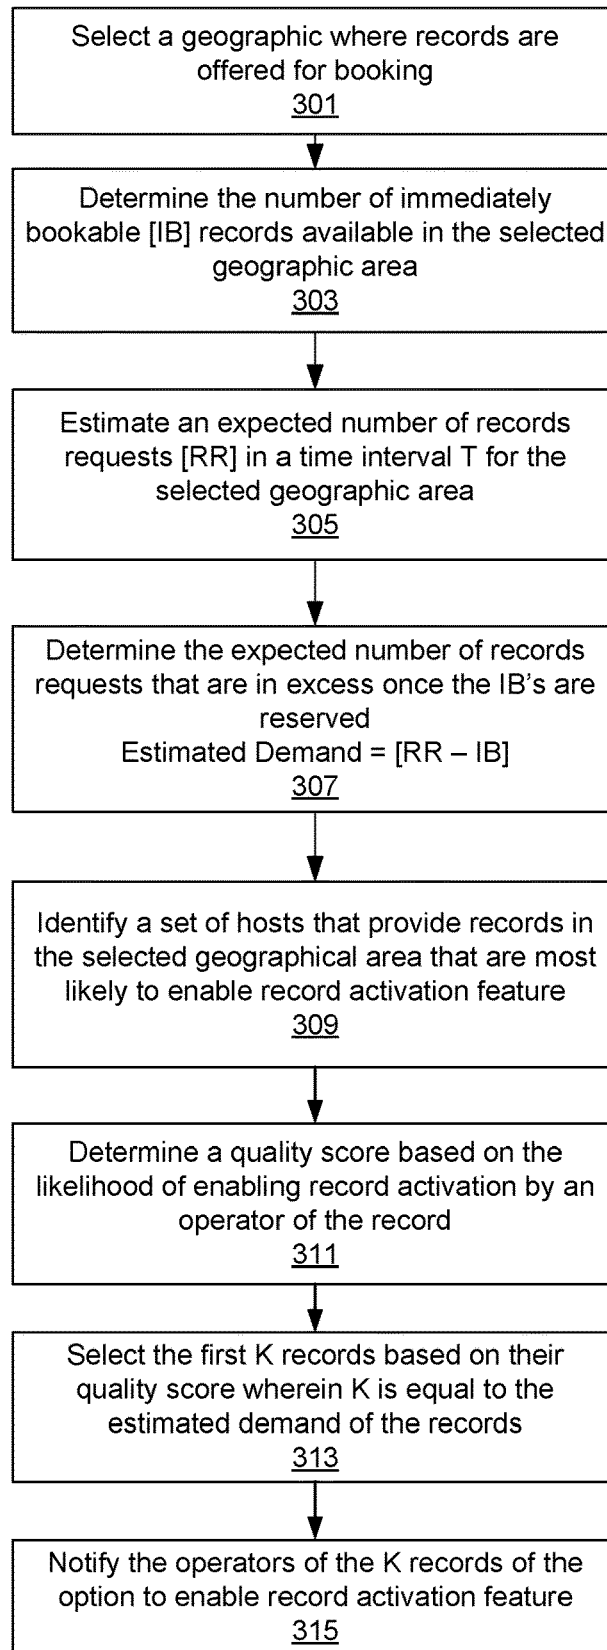 Select a geographic where records are
offered for booking
301
Determine the number of immediately
bookable [IB] records available in the selected
geographic area
303
Estimate an expected number of records
requests [RR] in a time interval T for the
selected geographic area
305
Determine the expected number of records
requests that are in excess once the IB's are
reserved
Estimated Demand = [RR – IB]
307
Identify a set of hosts that provide records in
the selected geographical area that are most
likely to enable record activation feature
309
Determine a quality score based on the
likelihood of enabling record activation by an
operator of the record
311
Select the first K records based on their
quality score wherein K is equal to the
estimated demand of the records
313
Notify the operators of the K records of the
option to enable record activation feature
315